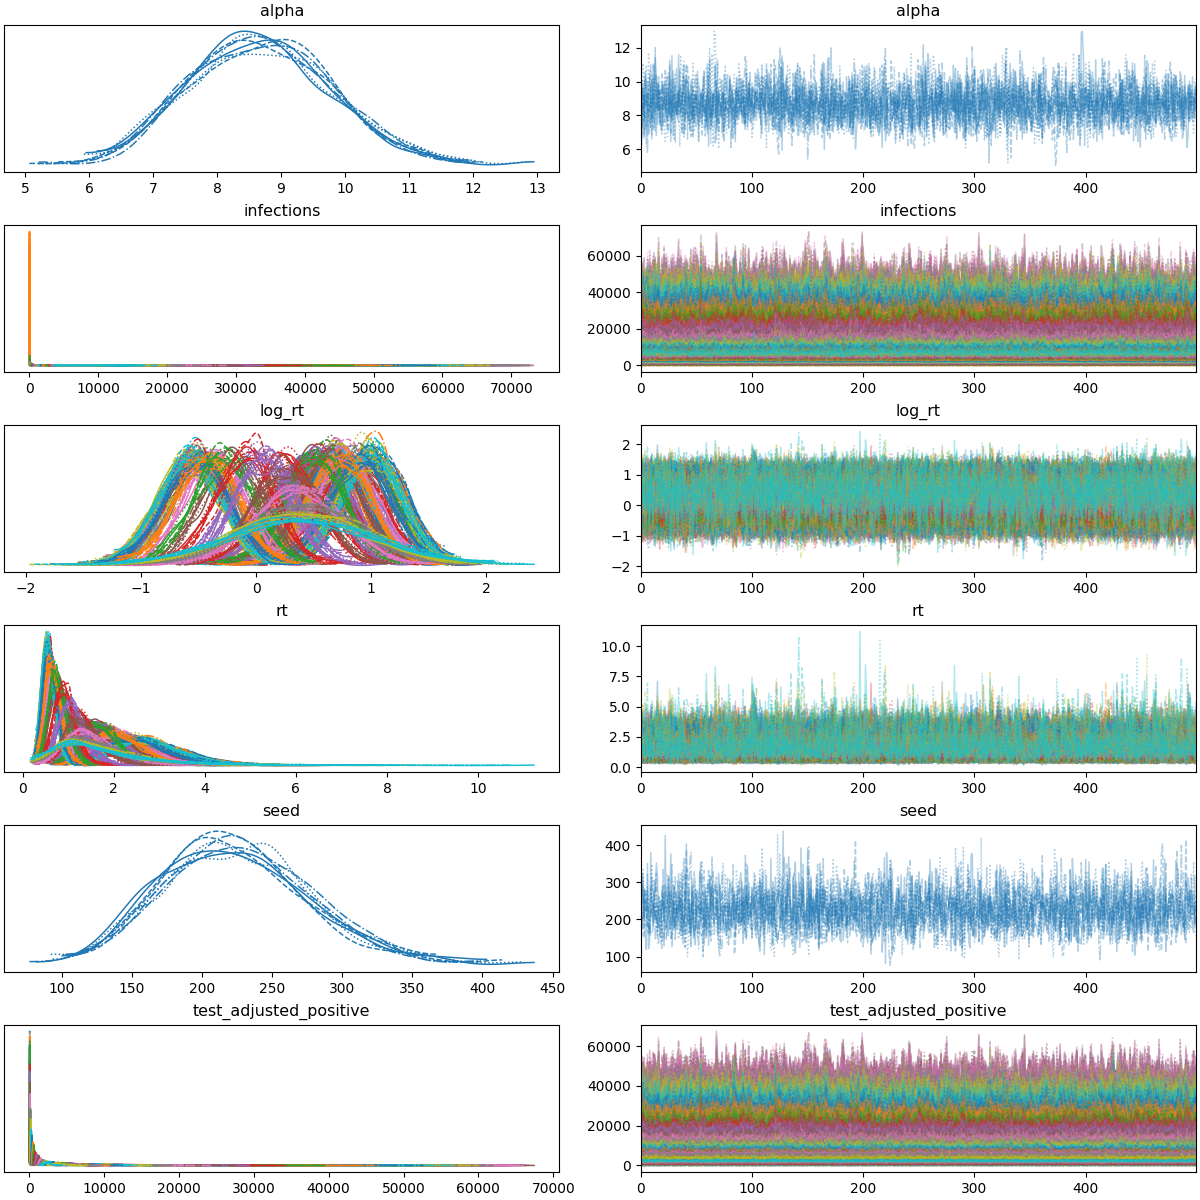 alpha
alpha
12
10
8
6
5 6 7 8 9 10 11 12 13
0 100 200 300 400
infections
infections
60000
40000
20000
0
0 10000 20000 30000 40000 50000 60000 70000
0 100 200 300 400
log_rt
log_rt
2
1
0
−1
−2
−2 −1 0 1 2
0 100 200 300 400
rt
rt
10.0
7.5
5.0
2.5
0.0
0 2 4 6 8 10
0 100 200 300 400
seed
seed
400
300
200
100
100 150 200 250 300 350 400 450
0 100 200 300 400
test_adjusted_positive
test_adjusted_positive
60000
40000
20000
0
0 10000 20000 30000 40000 50000 60000 70000
0 100 200 300 400